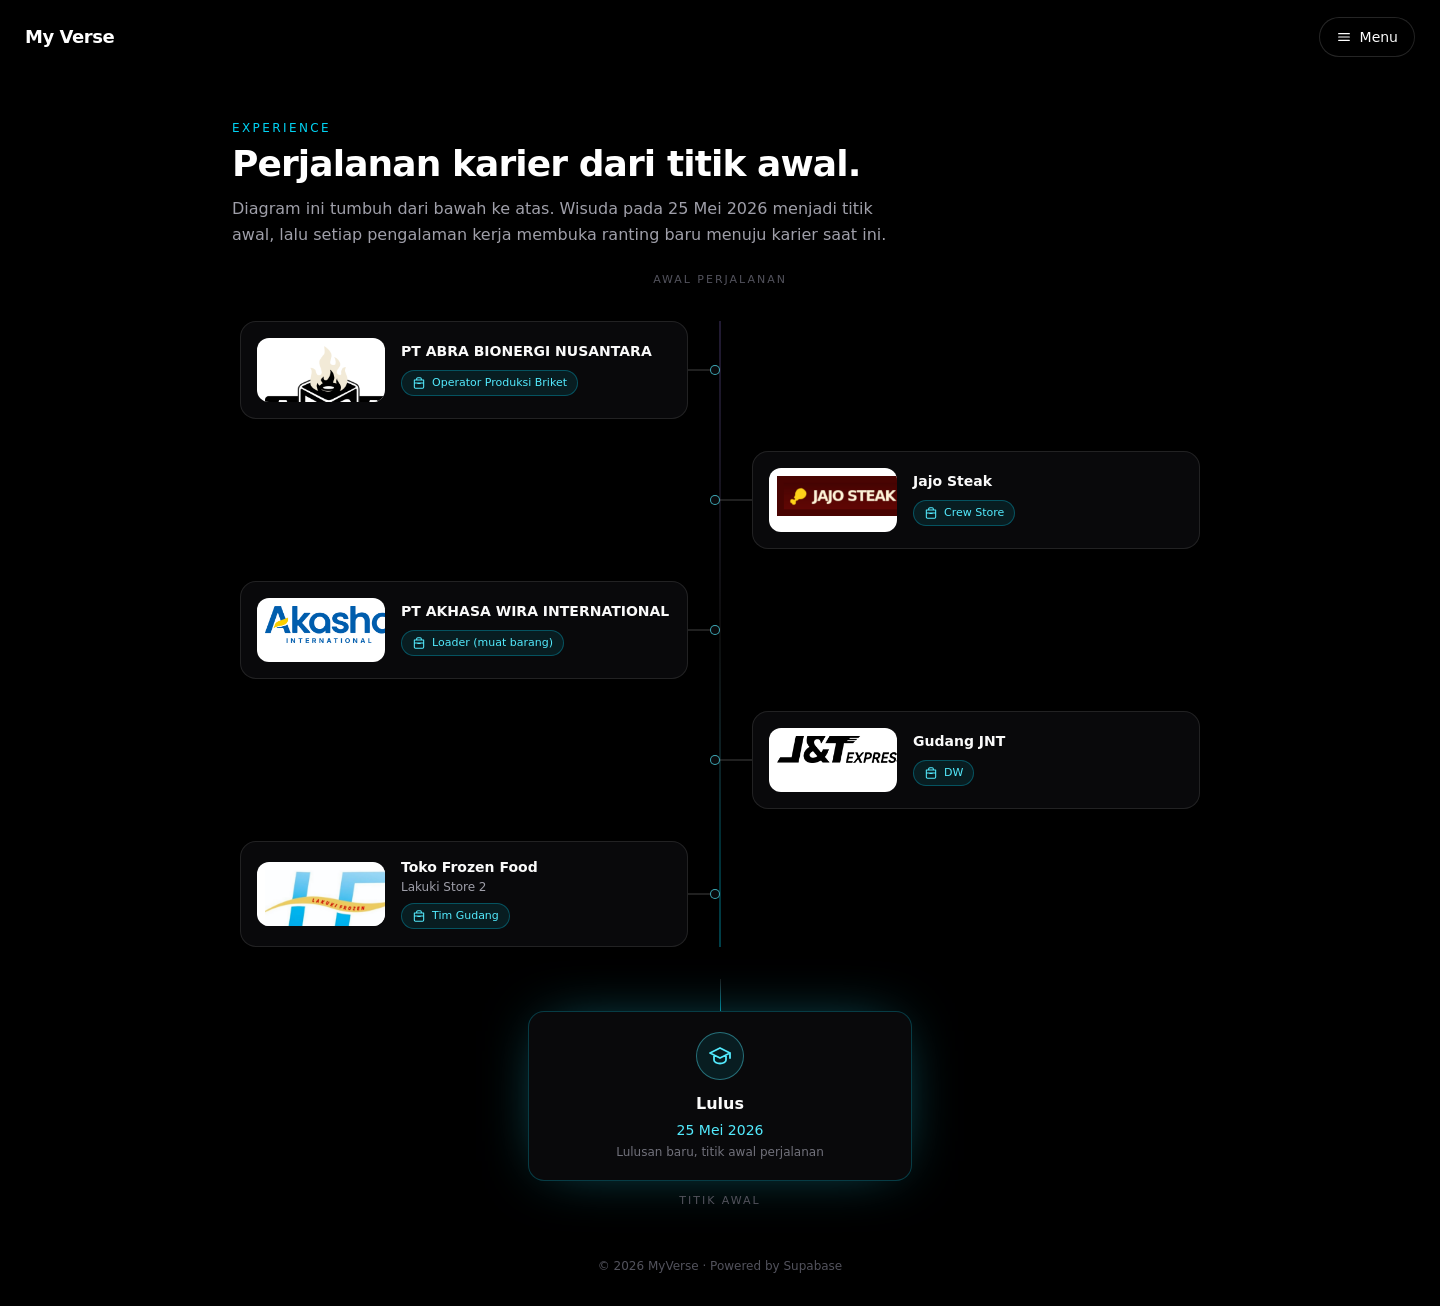 My Verse
Menu
EXPERIENCE
Perjalanan karier dari titik awal.
Diagram ini tumbuh dari bawah ke atas. Wisuda pada 25 Mei 2026 menjadi titik
awal, lalu setiap pengalaman kerja membuka ranting baru menuju karier saat ini.
AWAL PERJALANAN
PT ABRA BIONERGI NUSANTARA
Operator Produksi Briket
JAJO STEAK
Jajo Steak
Crew Store
Akasha
INTERNATIONAL
PT AKHASA WIRA INTERNATIONAL
Loader (muat barang)
J&T EXPRES
Gudang JNT
DW
HF
LAKUKI FROZEN
Toko Frozen Food
Lakuki Store 2
Tim Gudang
Lulus
25 Mei 2026
Lulusan baru, titik awal perjalanan
TITIK AWAL
© 2026 MyVerse · Powered by Supabase